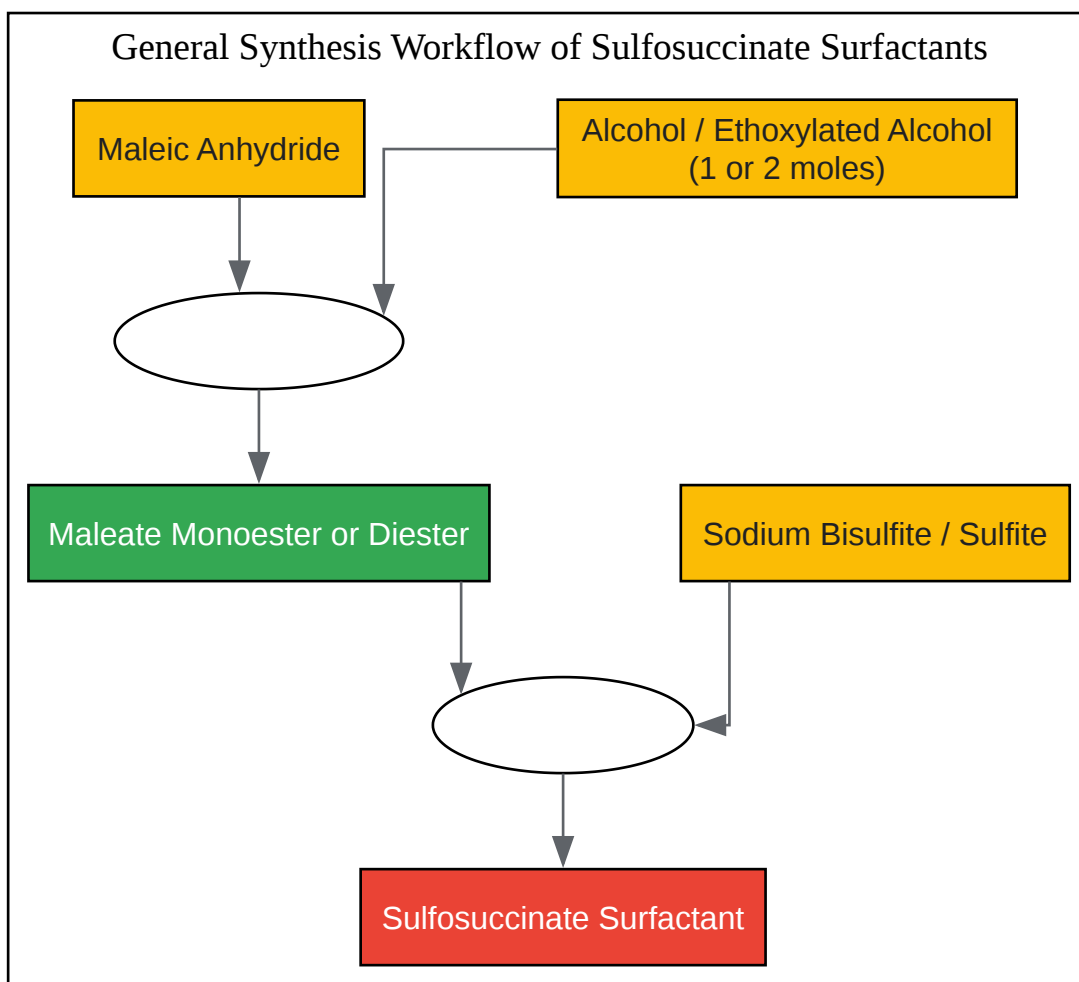 General Synthesis Workflow of Sulfosuccinate Surfactants
Maleic Anhydride
Alcohol / Ethoxylated Alcohol
(1 or 2 moles)
Maleate Monoester or Diester
Sodium Bisulfite / Sulfite
Sulfosuccinate Surfactant